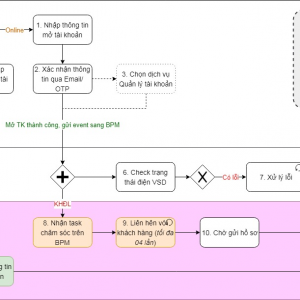 Online
1. Nhập thông tin
mở tài khoản
2. Xác nhận thông
tin qua Email/
OTP
3. Chọn dịch vụ
Quản lý tài khoản
Mở TK thành công, gửi event sang BPM
6. Check trạng
thái điện VSD
Có lỗi
7. Xử lý lỗi
KHĐL
8. Nhận task
chăm sóc trên
BPM
9. Liên hên với
khách hàng (tối đa
04 lần)
10. Chờ gửi hồ sơ